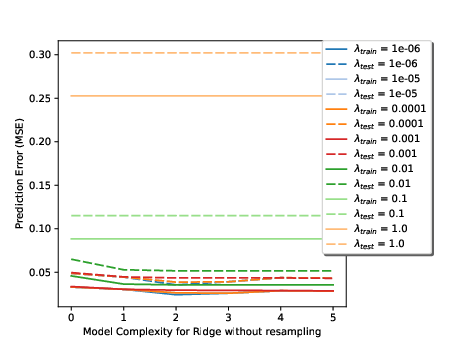 0.30
0.25
0.20
0.15
0.10
0.05
Prediction Error (MSE)
0 1 2 3 4 5
Model Complexity for Ridge without resampling
λtrain = 1e-06
λtest = 1e-06
λtrain = 1e-05
λtest = 1e-05
λtrain = 0.0001
λtest = 0.0001
λtrain = 0.001
λtest = 0.001
λtrain = 0.01
λtest = 0.01
λtrain = 0.1
λtest = 0.1
λtrain = 1.0
λtest = 1.0